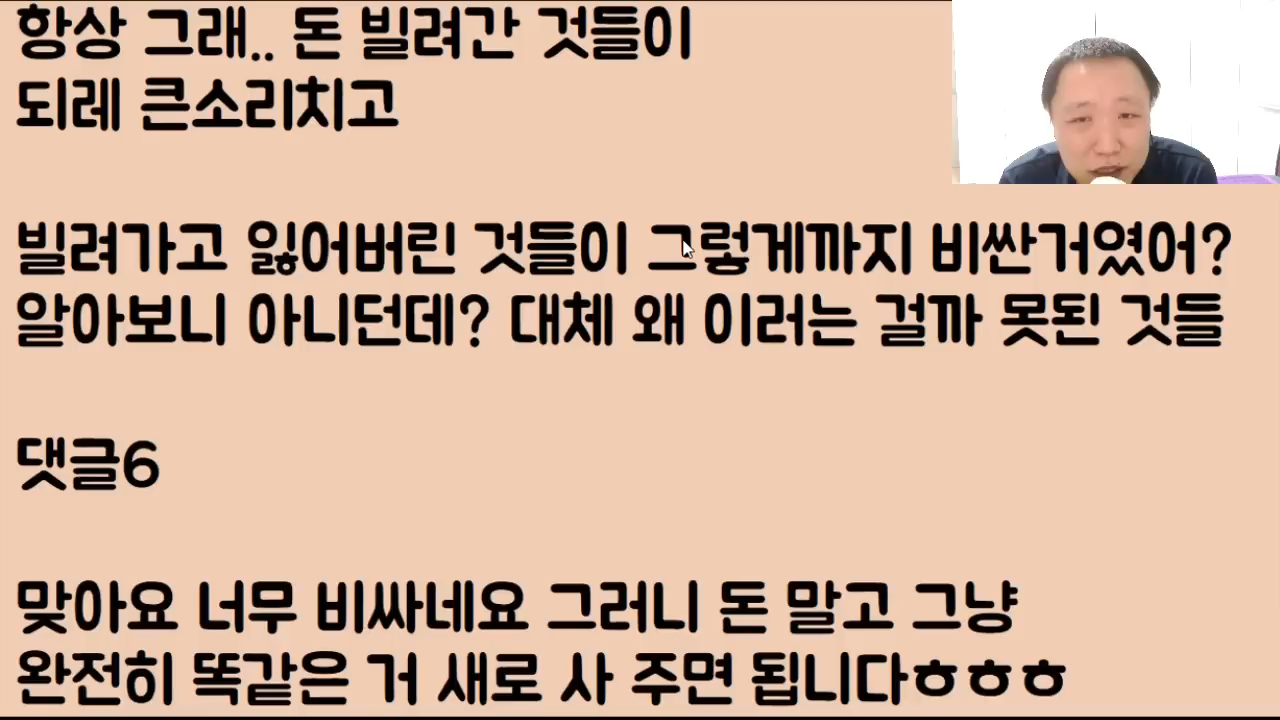 항상 그래.. 돈 빌려간 것들이
되레 큰소리치고
빌려가고 잃어버린 것들이 그렇게까지 비싼거였어?
알아보니 아니던데? 대체 왜 이러는 걸까 못된 것들
댓글6
맞아요 너무 비싸네요 그러니 돈 말고 그냥
완전히 똑같은 거 새로 사 주면 됩니다ㅎㅎㅎ